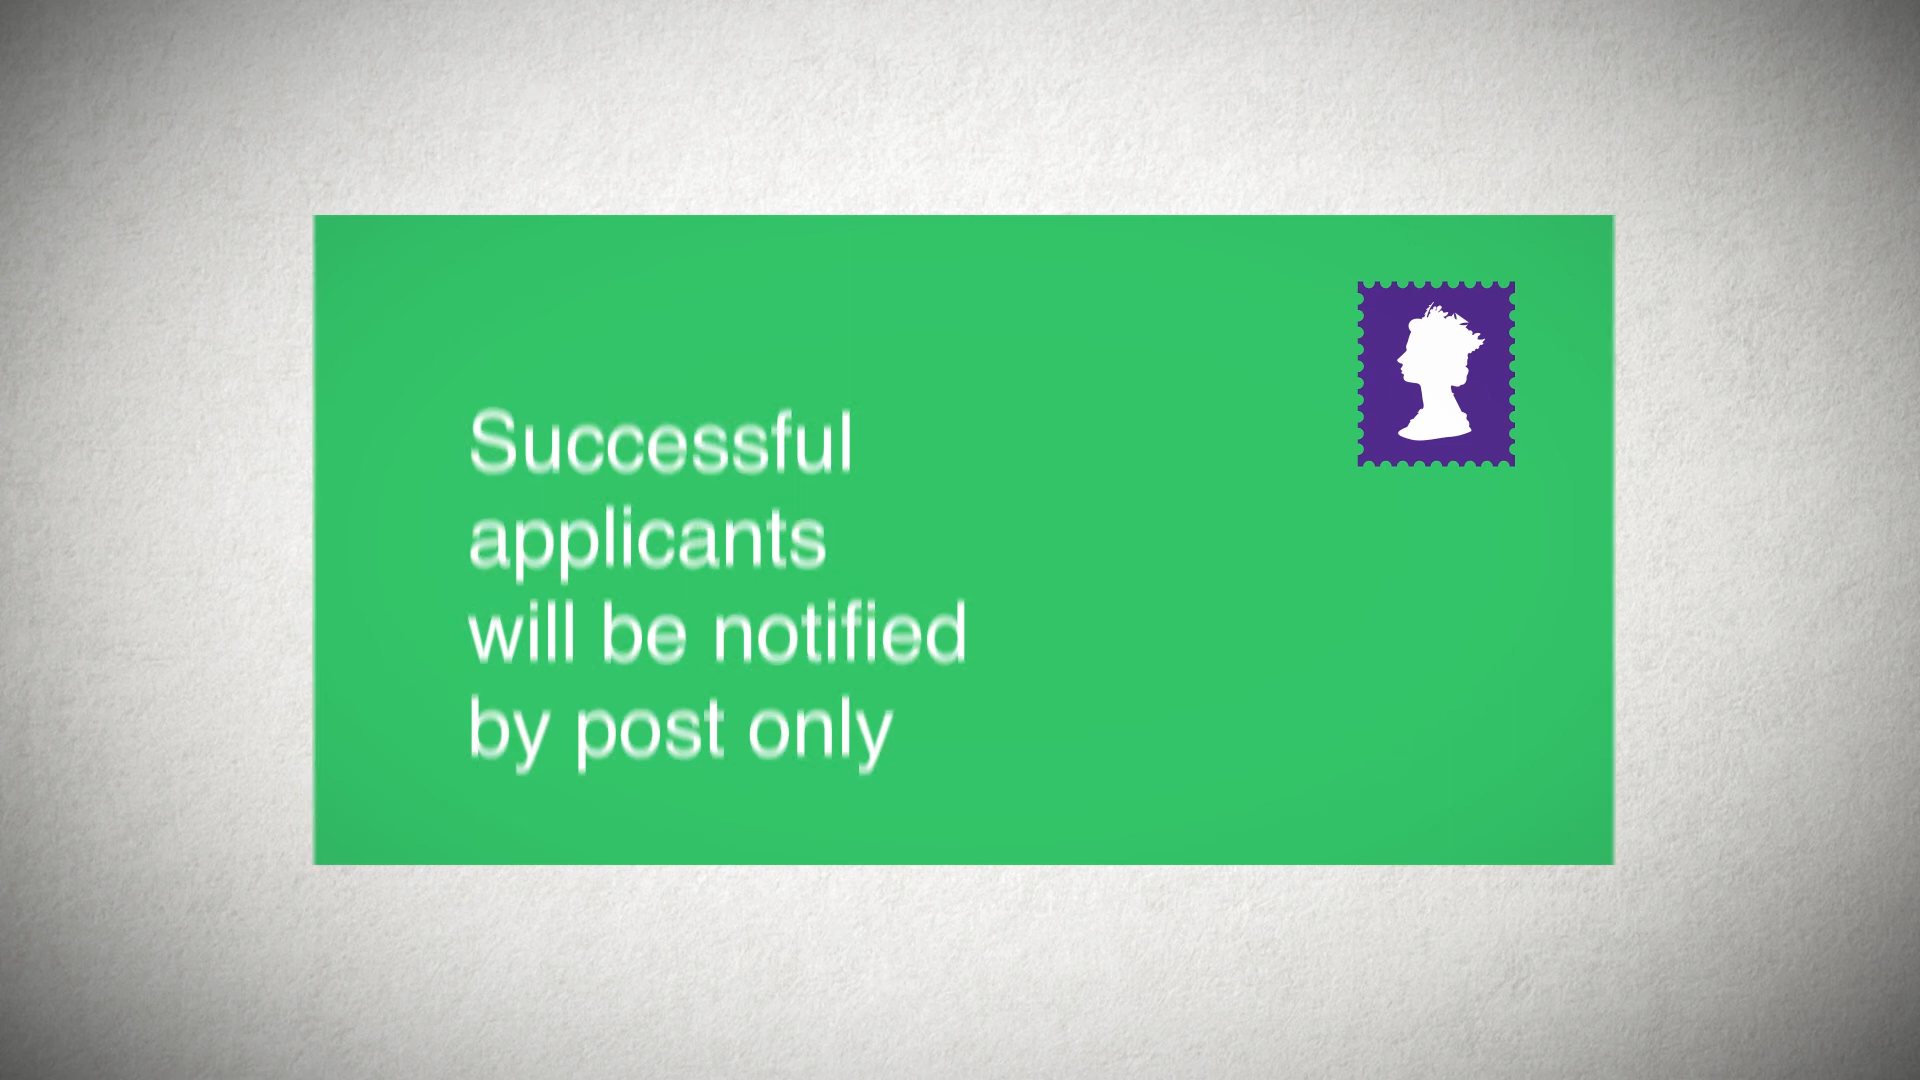 Successful
applicants
will be notified
by post only